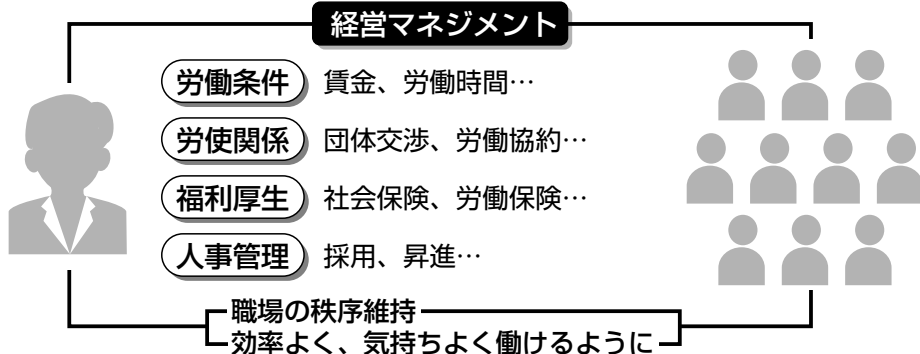 経営マネジメント
労働条件 賃金、労働時間…
労使関係 団体交渉、労働協約…
福利厚生 社会保険、労働保険…
人事管理 採用、昇進…
職場の秩序維持
効率よく、気持ちよく働けるように